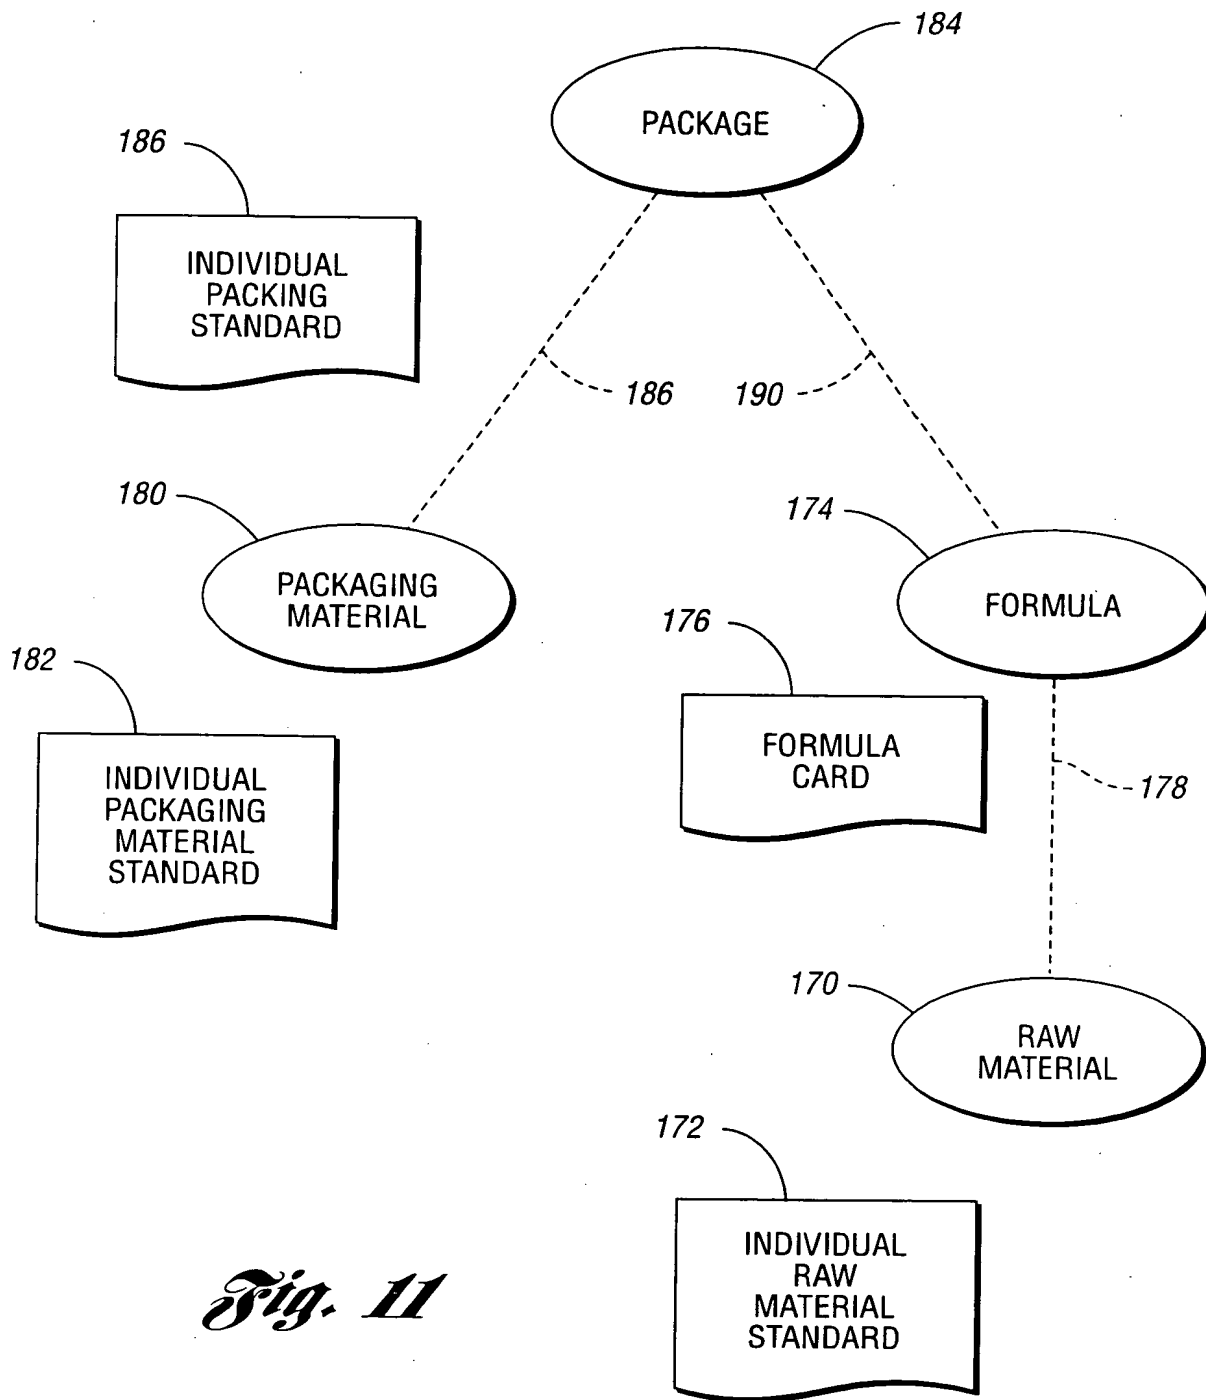 184
PACKAGE
186
INDIVIDUAL
PACKING
STANDARD
186
190
180
PACKAGING
MATERIAL
174
FORMULA
182
INDIVIDUAL
PACKAGING
MATERIAL
STANDARD
176
FORMULA
CARD
178
170
RAW
MATERIAL
172
INDIVIDUAL
RAW
MATERIAL
STANDARD
Fig. 11